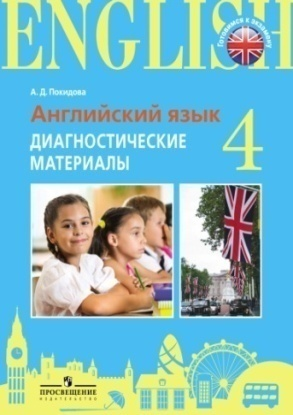 ENGLISH
Готовимся к экзамену
А. Д. Покидова
Английский язык
ДИАГНОСТИЧЕСКИЕ
МАТЕРИАЛЫ
4
ПРОСВЕЩЕНИЕ
ИЗДАТЕЛЬСТВО